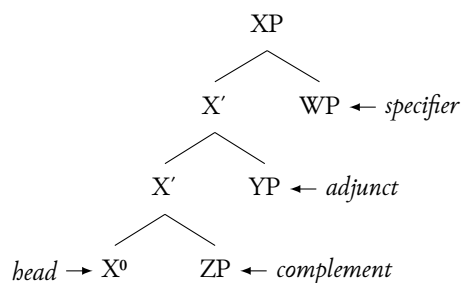 XP
X′ WP ← specifier
X′ YP ← adjunct
head → X⁰ ZP ← complement